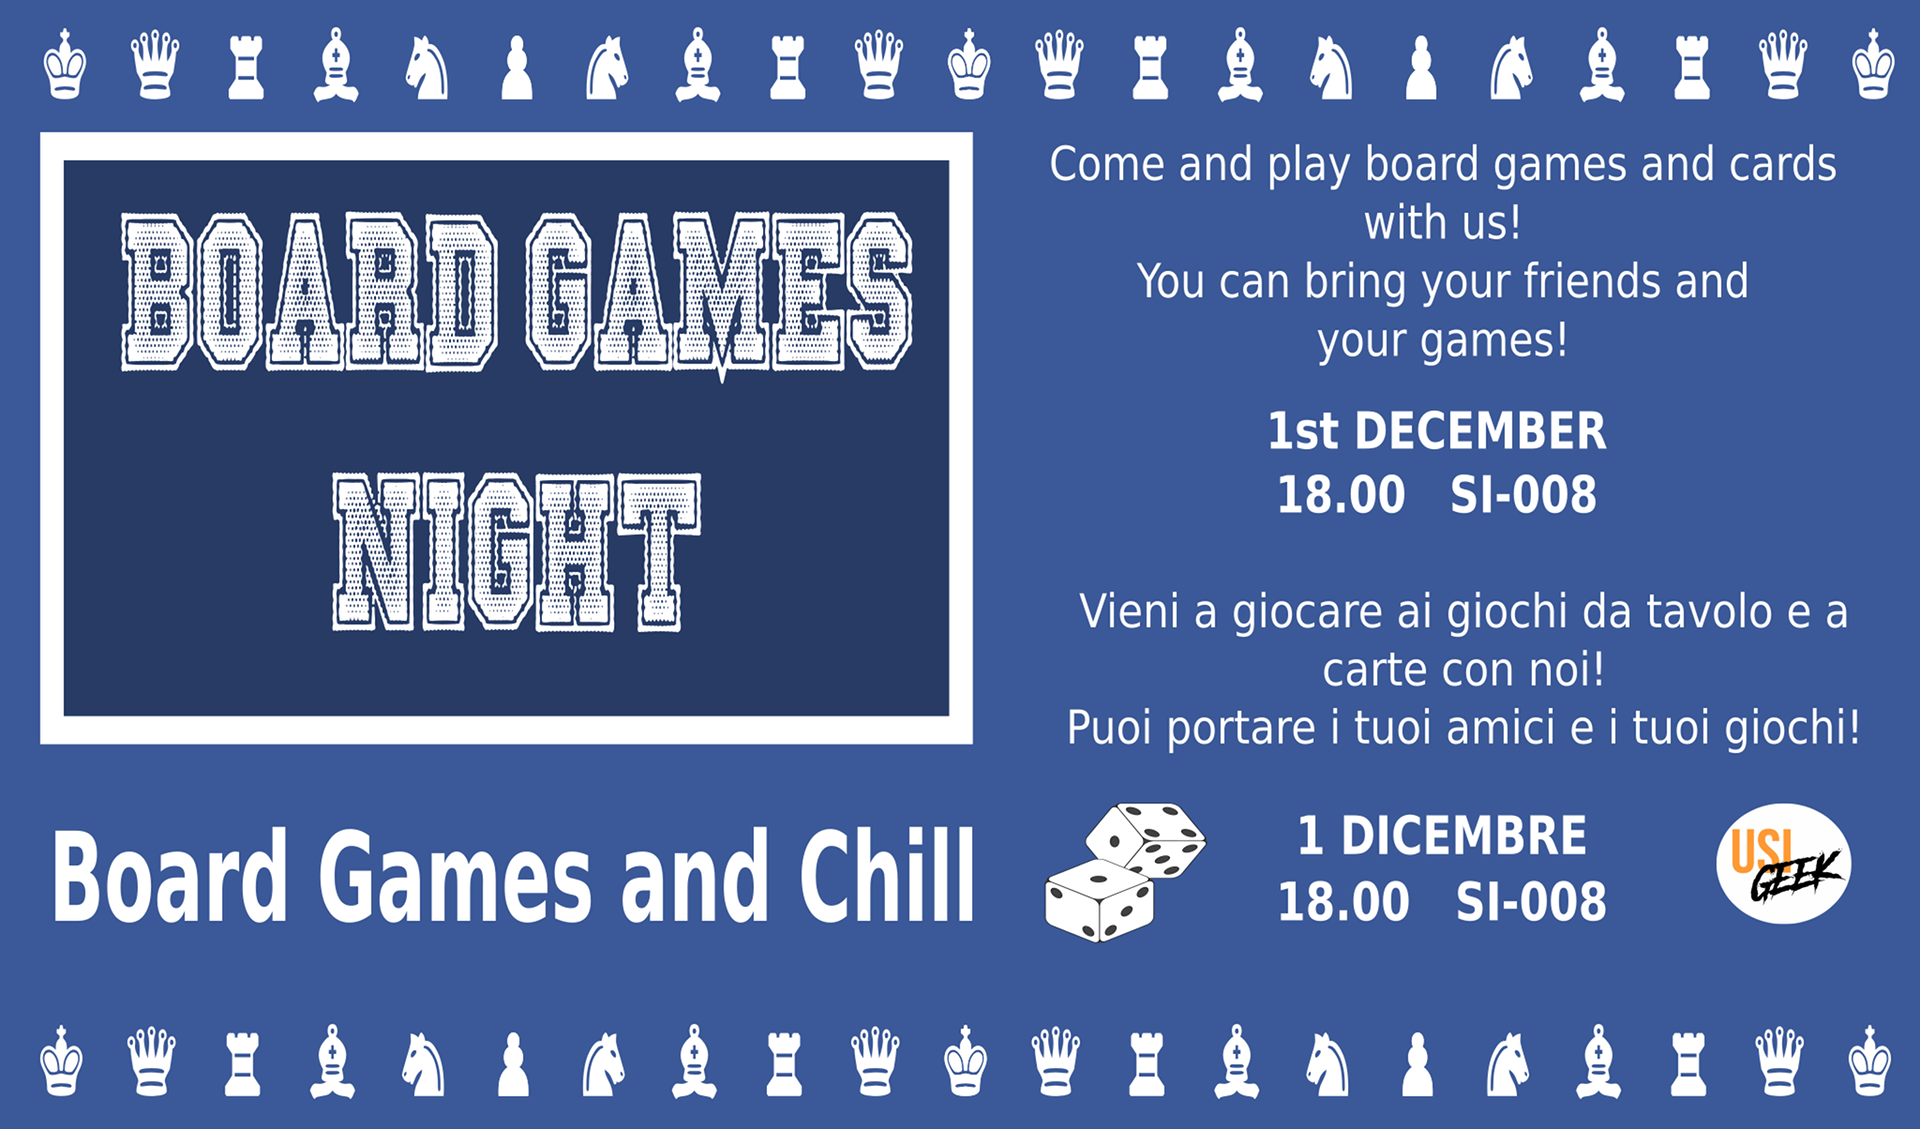 BOARD GAMES
NIGHT
Board Games and Chill
Come and play board games and cards
with us!
You can bring your friends and
your games!
1st DECEMBER
18.00 SI-008
Vieni a giocare ai giochi da tavolo e a
carte con noi!
Puoi portare i tuoi amici e i tuoi giochi!
1 DICEMBRE
18.00 SI-008
USI
GEEK